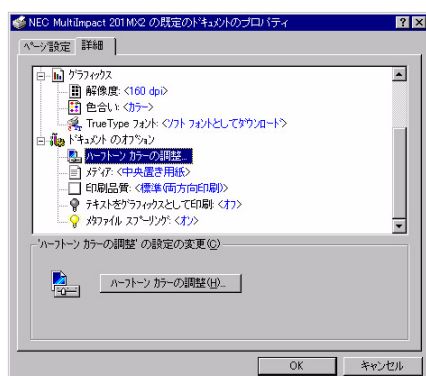 NEC MultiImpact 201MX2 の既定のドキュメントのプロパティ
ページ設定 詳細
グラフィックス
解像度: <160 dpi>
色合い: <カラー>
TrueType フォント: <ソフト フォントとしてダウンロード>
ドキュメント のオプション
ハーフトーン カラーの調整...
メディア: <中央置き用紙>
印刷品質: <標準(両方向印刷)>
テキストをグラフィックスとして印刷: <オフ>
メタファイル スプーリング: <オン>
'ハーフトーン カラーの調整' の設定の変更(C)
ハーフトーン カラーの調整(H)...
OK キャンセル